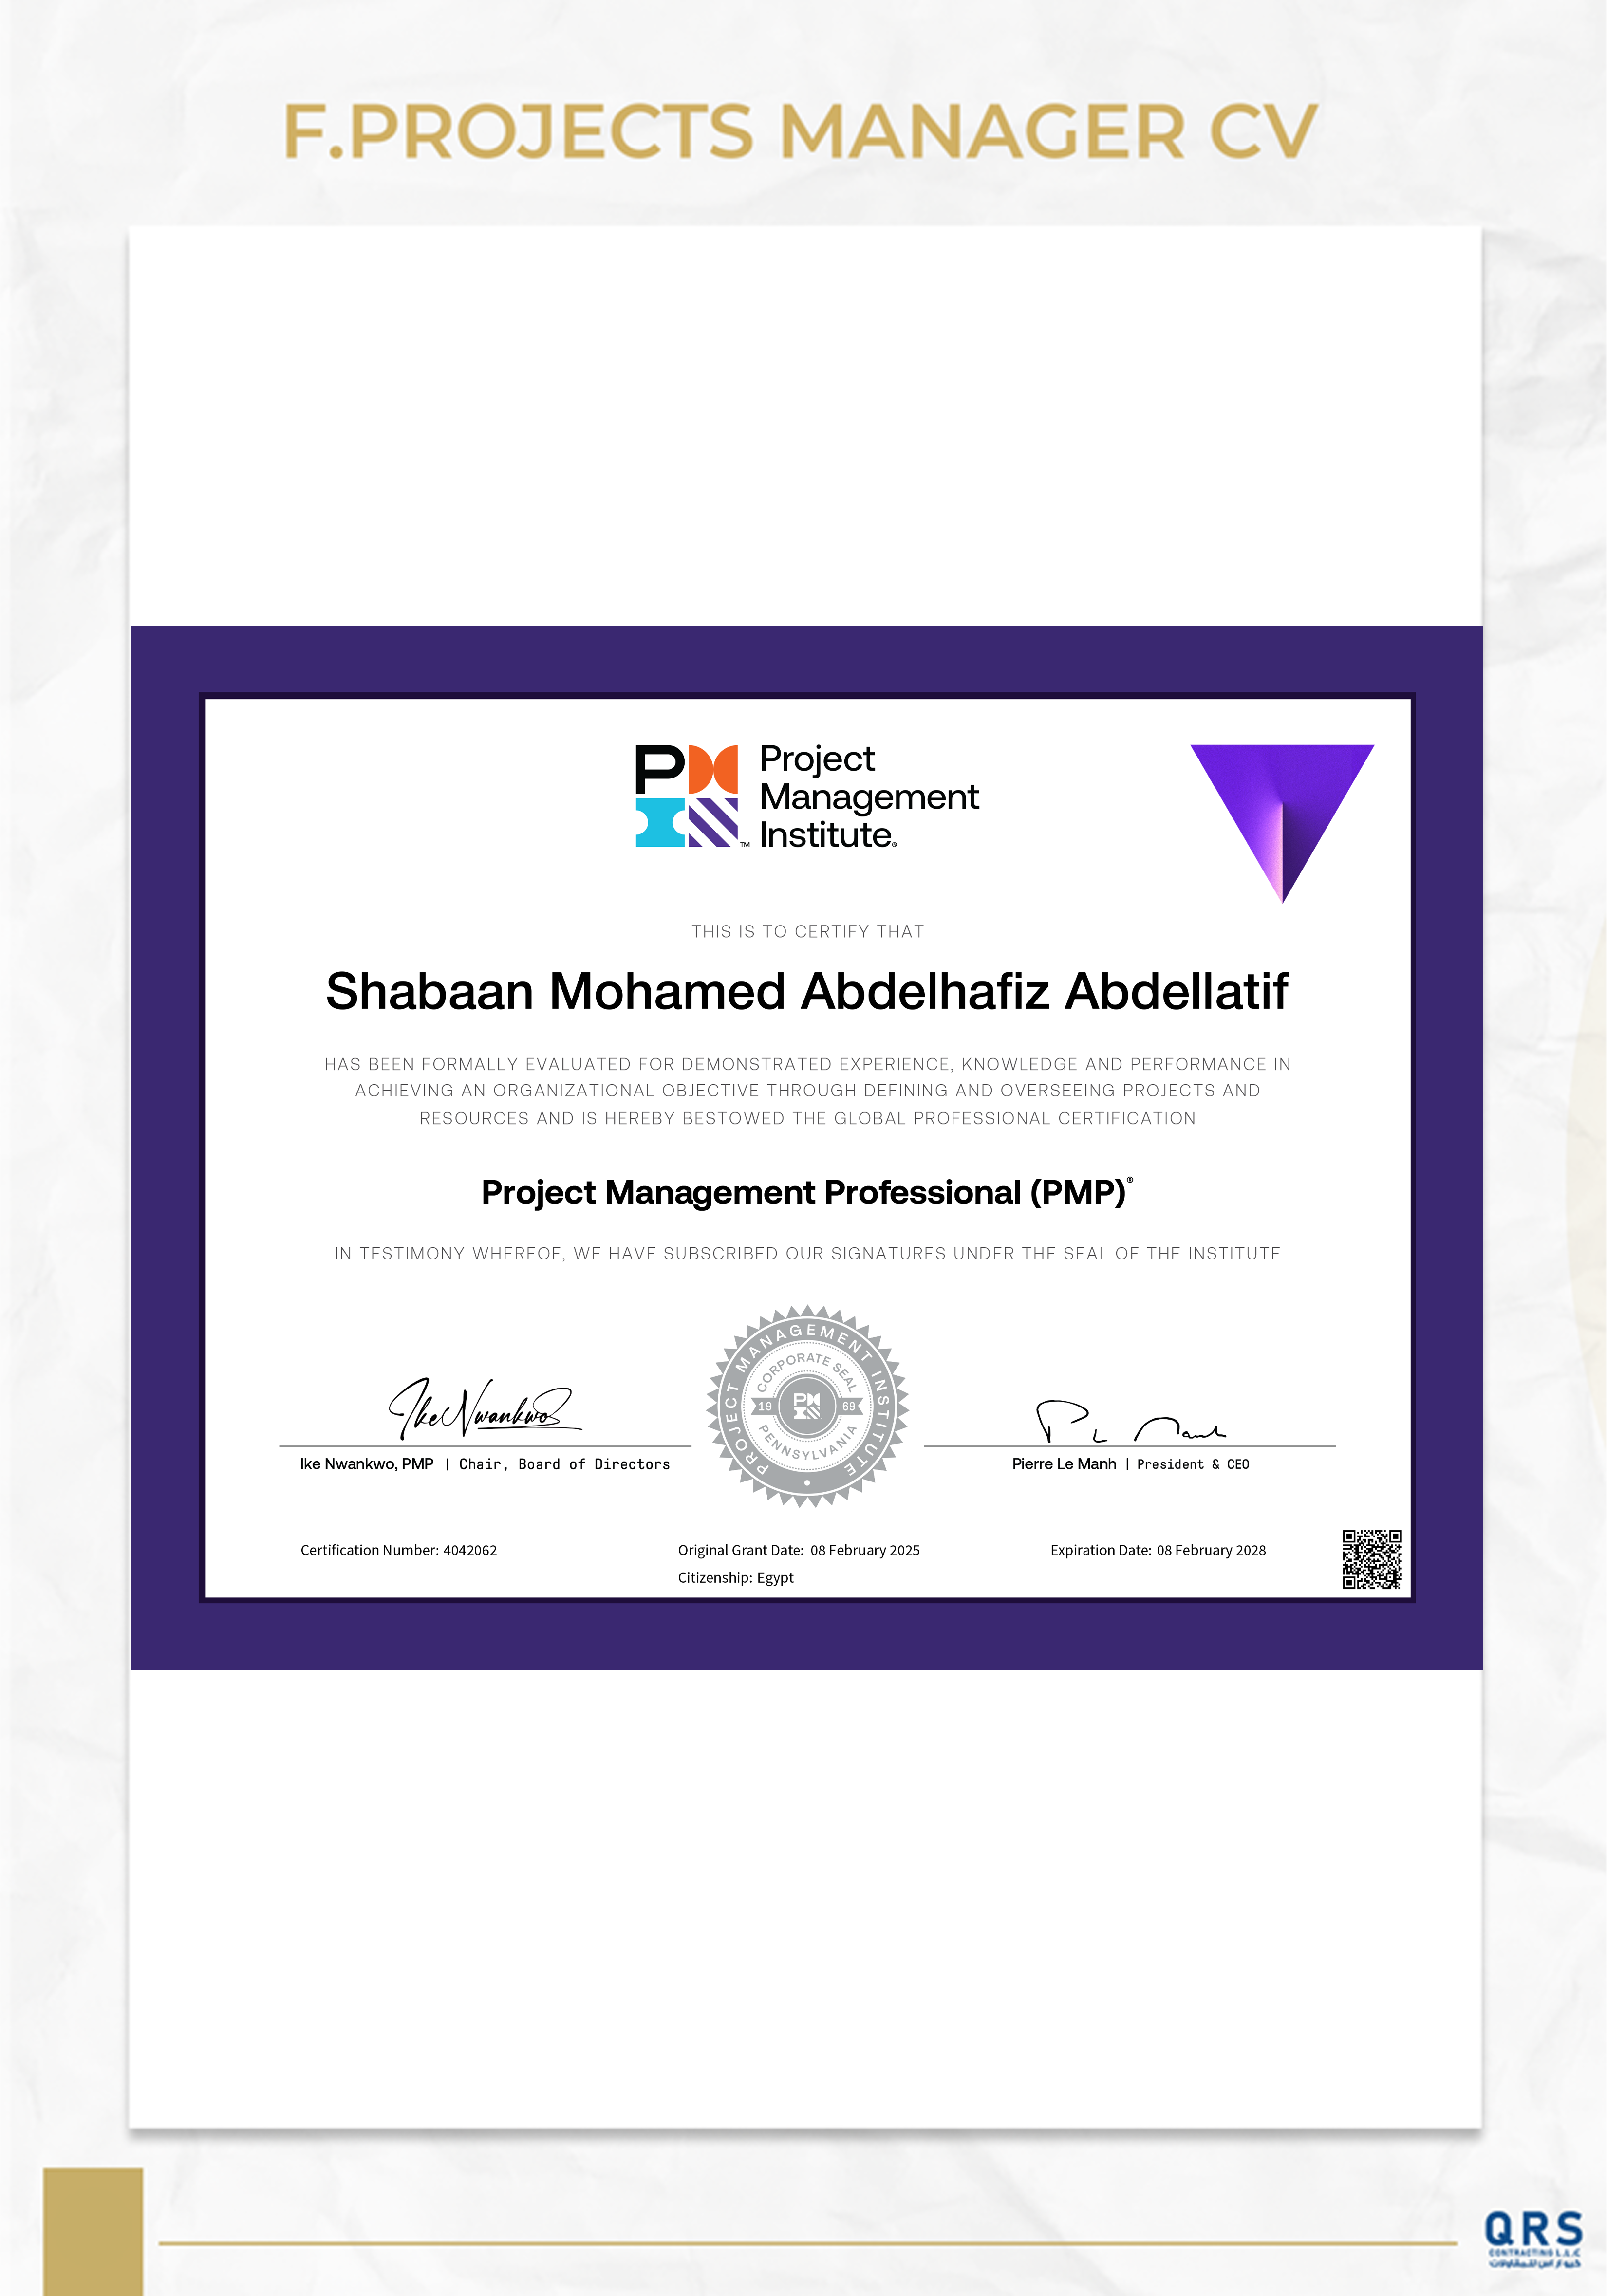 F.PROJECTS MANAGER CV
Project
Management
Institute®
TM
THIS IS TO CERTIFY THAT
Shabaan Mohamed Abdelhafiz Abdellatif
HAS BEEN FORMALLY EVALUATED FOR DEMONSTRATED EXPERIENCE, KNOWLEDGE AND PERFORMANCE IN
ACHIEVING AN ORGANIZATIONAL OBJECTIVE THROUGH DEFINING AND OVERSEEING PROJECTS AND
RESOURCES AND IS HEREBY BESTOWED THE GLOBAL PROFESSIONAL CERTIFICATION
Project Management Professional (PMP)®
IN TESTIMONY WHEREOF, WE HAVE SUBSCRIBED OUR SIGNATURES UNDER THE SEAL OF THE INSTITUTE
Ike Nwankwo
PROJECT MANAGEMENT INSTITUTE
CORPORATE SEAL
19 69
PENNSYLVANIA
Ike Nwankwo, PMP | Chair, Board of Directors
Pierre Le Manh | President & CEO
Certification Number: 4042062
Original Grant Date: 08 February 2025
Expiration Date: 08 February 2028
Citizenship: Egypt
QRS
CONTRACTING L.L.C